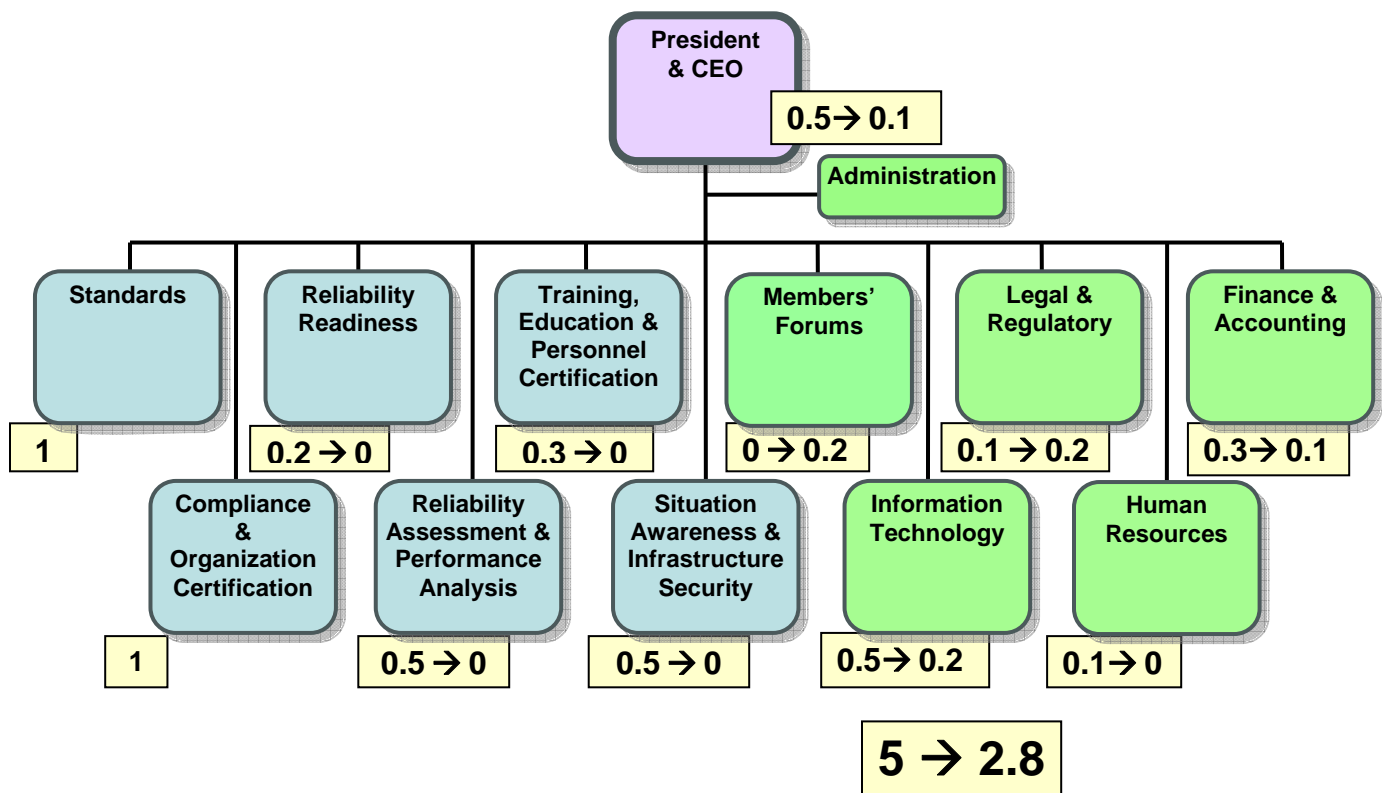 President
& CEO
0.5→ 0.1
Administration
Standards
1
Reliability
Readiness
0.2 → 0
Training,
Education &
Personnel
Certification
0.3 → 0
Members’
Forums
0 → 0.2
Legal &
Regulatory
0.1 → 0.2
Finance &
Accounting
0.3→ 0.1
Compliance
&
Organization
Certification
1
Reliability
Assessment &
Performance
Analysis
0.5 → 0
Situation
Awareness &
Infrastructure
Security
0.5 → 0
Information
Technology
0.5→ 0.2
Human
Resources
0.1→ 0
5 → 2.8